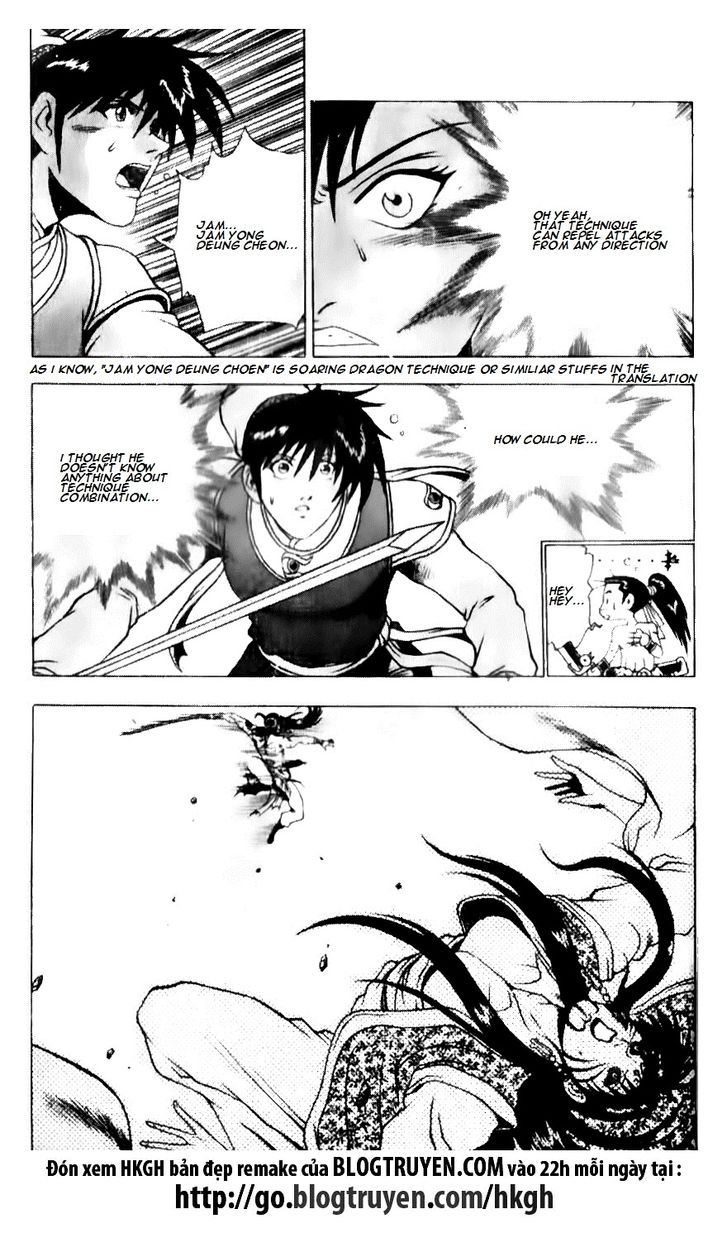 JAM...
JAM YONG
DEUNG CHEON...
OH YEAH,
THAT TECHNIQUE
CAN REPEL ATTACKS
FROM ANY DIRECTION
AS I KNOW, "JAM YONG DEUNG CHOEN" IS SOARING DRAGON TECHNIQUE OR SIMILIAR STUFFS IN THE
TRANSLATION
I THOUGHT HE
DOESN'T KNOW
ANYTHING ABOUT
TECHNIQUE
COMBINATION...
HOW COULD HE...
HEY
HEY...
Đón xem HKGH bản đẹp remake của BLOGTRUYEN.COM vào 22h mỗi ngày tại :
http://go.blogtruyen.com/hkgh